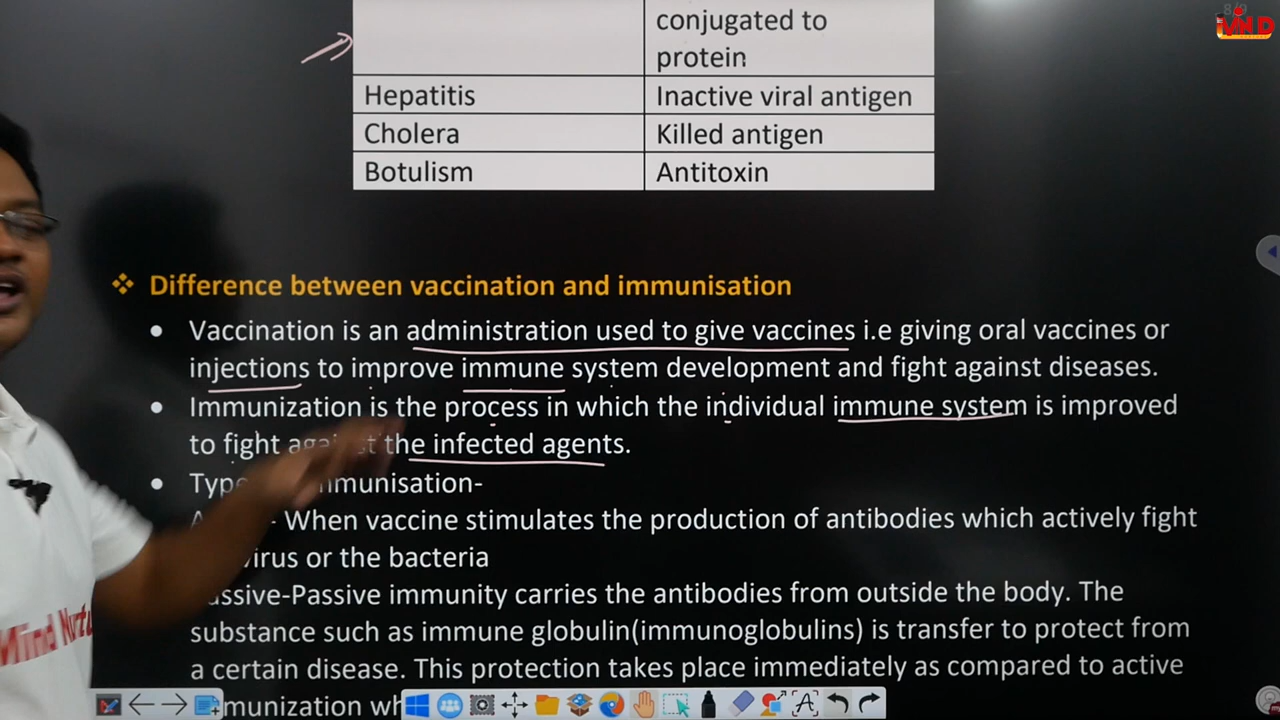 8/9
conjugated to
protein
Hepatitis Inactive viral antigen
Cholera Killed antigen
Botulism Antitoxin
Difference between vaccination and immunisation
Vaccination is an administration used to give vaccines i.e giving oral vaccines or
injections to improve immune system development and fight against diseases.
Immunization is the process in which the individual immune system is improved
to fight the infected agents.
immunisation-
When vaccine stimulates the production of antibodies which actively fight
virus or the bacteria
Passive-Passive immunity carries the antibodies from outside the body. The
substance such as immune globulin(immunoglobulins) is transfer to protect from
a certain disease. This protection takes place immediately as compared to active
Mind